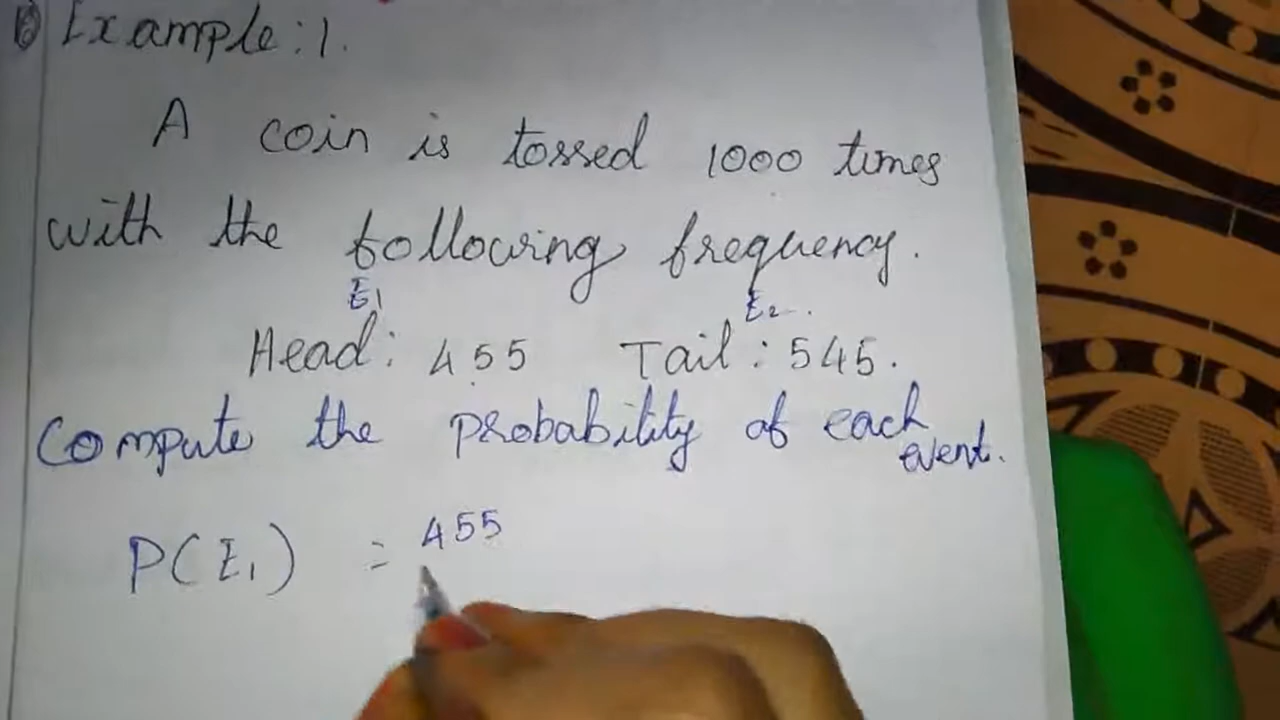 Example: 1.
A coin is tossed 1000 times
with the following frequency.
E1 E2.
Head: 455 Tail: 545.
Compute the probability of each
event.
P(E1) = 455